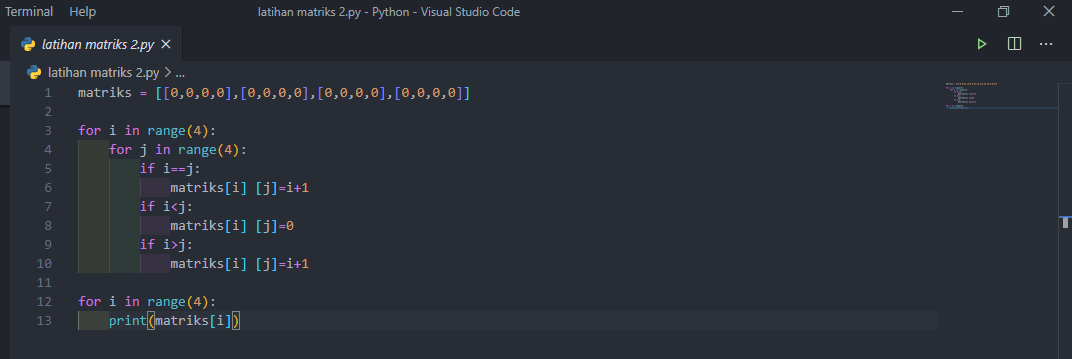 Terminal Help latihan matriks 2.py - Python - Visual Studio Code
latihan matriks 2.py
latihan matriks 2.py > ...
1 matriks = [[0,0,0,0],[0,0,0,0],[0,0,0,0],[0,0,0,0]]
2
3 for i in range(4):
4     for j in range(4):
5         if i==j:
6             matriks[i] [j]=i+1
7         if i<j:
8             matriks[i] [j]=0
9         if i>j:
10             matriks[i] [j]=i+1
11
12 for i in range(4):
13     print(matriks[i])